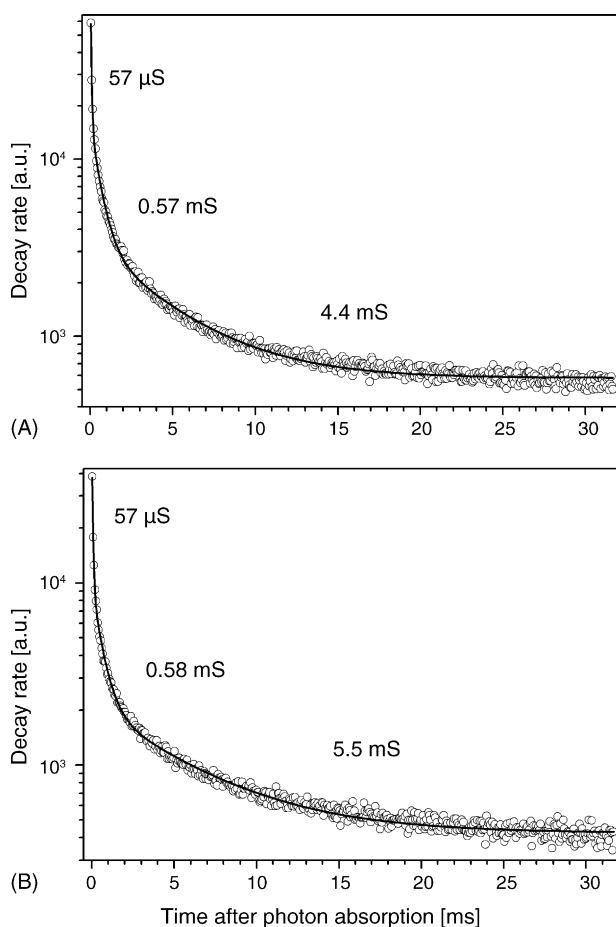 57 µS
10⁴
0.57 mS
Decay rate [a.u.]
4.4 mS
10³
(A)
0 5 10 15 20 25 30
57 µS
10⁴
0.58 mS
Decay rate [a.u.]
5.5 mS
10³
(B)
0 5 10 15 20 25 30
Time after photon absorption [ms]